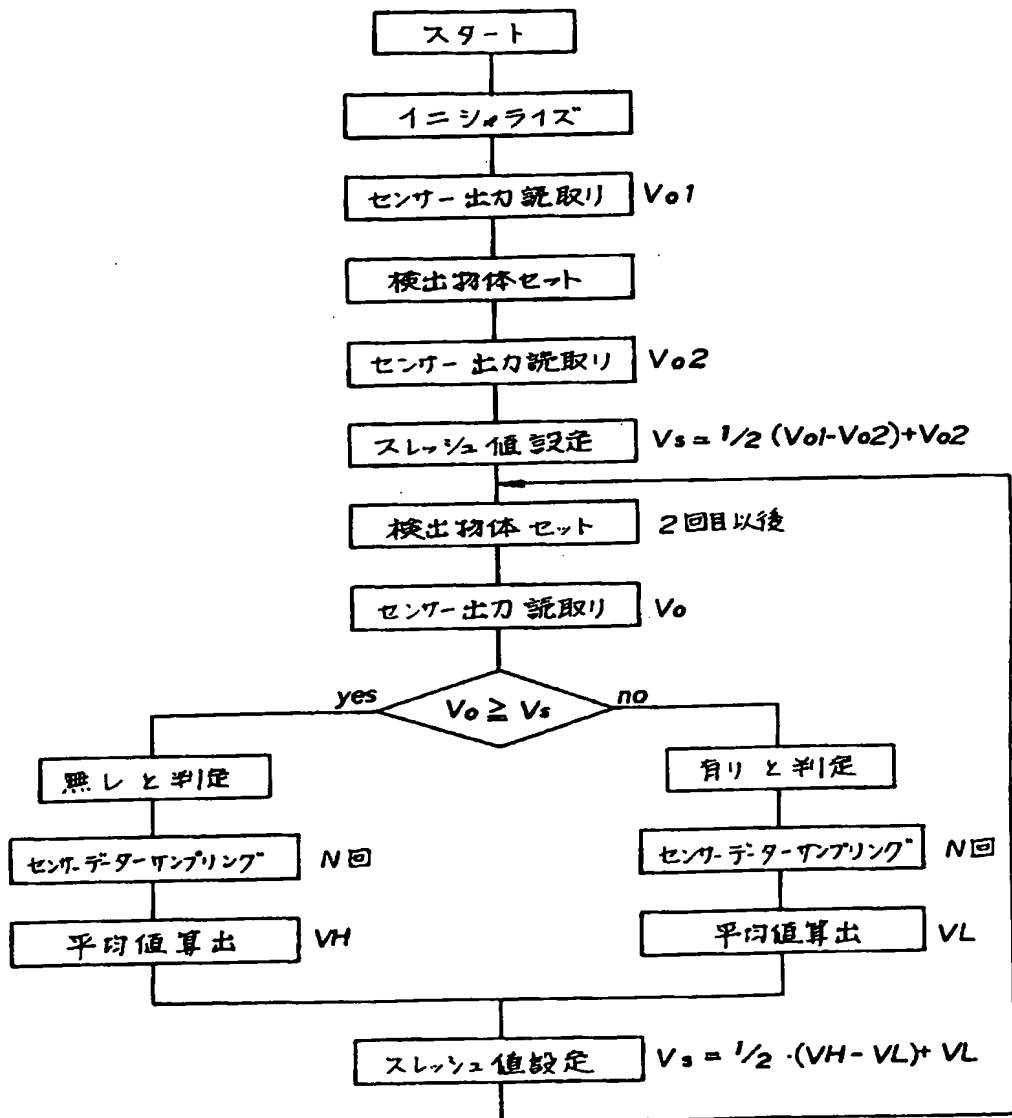 スタート
イニシャライズ
センサー出力読取り Vo1
検出物体セット
センサー出力読取り Vo2
スレッシュ値設定 Vs=1/2 (Vo1-Vo2)+Vo2
検出物体セット 2回目以後
センサー出力読取り Vo
yes Vo≧Vs no
無しと判定 有りと判定
センサーデーターサンプリング N回 センサーデーターサンプリング N回
平均値算出 VH 平均値算出 VL
スレッシュ値設定 Vs=1/2・(VH-VL)+VL